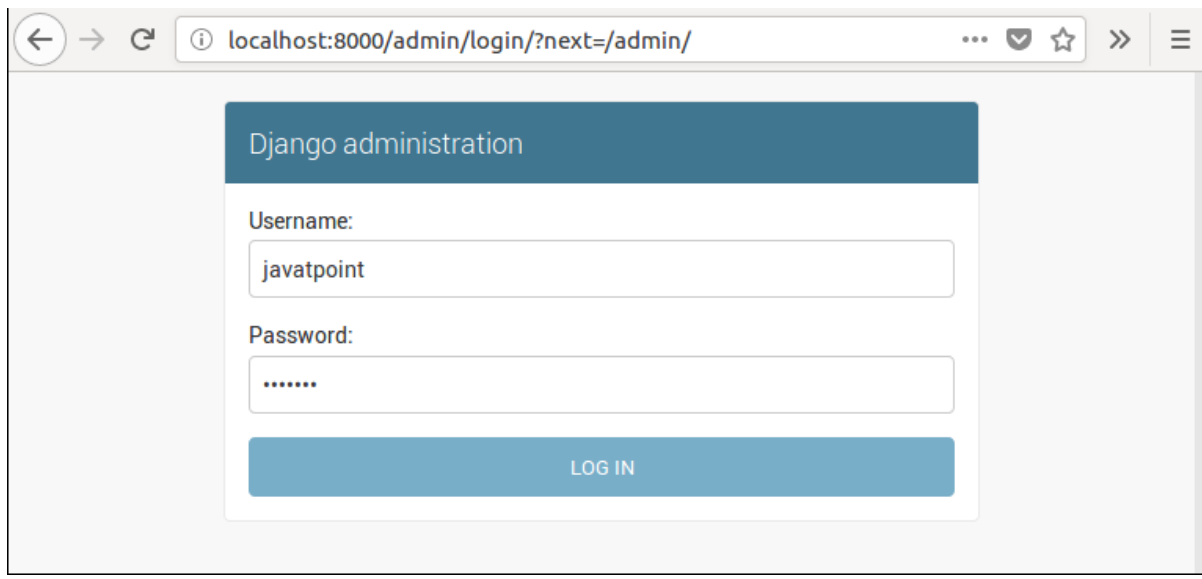 localhost:8000/admin/login/?next=/admin/
Django administration
Username:
javatpoint
Password:
•••••••
LOG IN